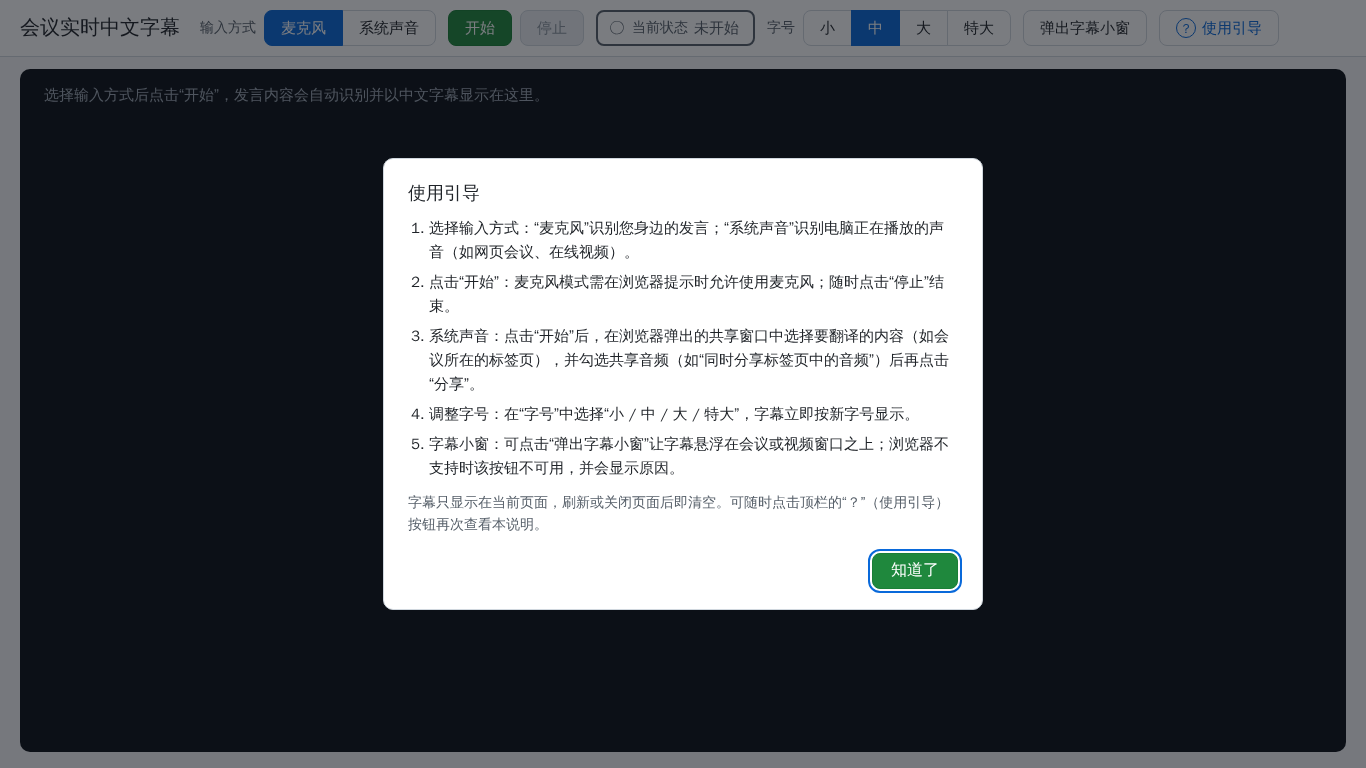 会议实时中文字幕 输入方式 麦克风 系统声音 开始 停止 当前状态 未开始 字号 小 中 大 特大 弹出字幕小窗 ? 使用引导
选择输入方式后点击“开始”，发言内容会自动识别并以中文字幕显示在这里。
使用引导
1. 选择输入方式：“麦克风”识别您身边的发言；“系统声音”识别电脑正在播放的声
音（如网页会议、在线视频）。
2. 点击“开始”：麦克风模式需在浏览器提示时允许使用麦克风；随时点击“停止”结
束。
3. 系统声音：点击“开始”后，在浏览器弹出的共享窗口中选择要翻译的内容（如会
议所在的标签页），并勾选共享音频（如“同时分享标签页中的音频”）后再点击
“分享”。
4. 调整字号：在“字号”中选择“小 / 中 / 大 / 特大”，字幕立即按新字号显示。
5. 字幕小窗：可点击“弹出字幕小窗”让字幕悬浮在会议或视频窗口之上；浏览器不
支持时该按钮不可用，并会显示原因。
字幕只显示在当前页面，刷新或关闭页面后即清空。可随时点击顶栏的“？”（使用引导）
按钮再次查看本说明。
知道了